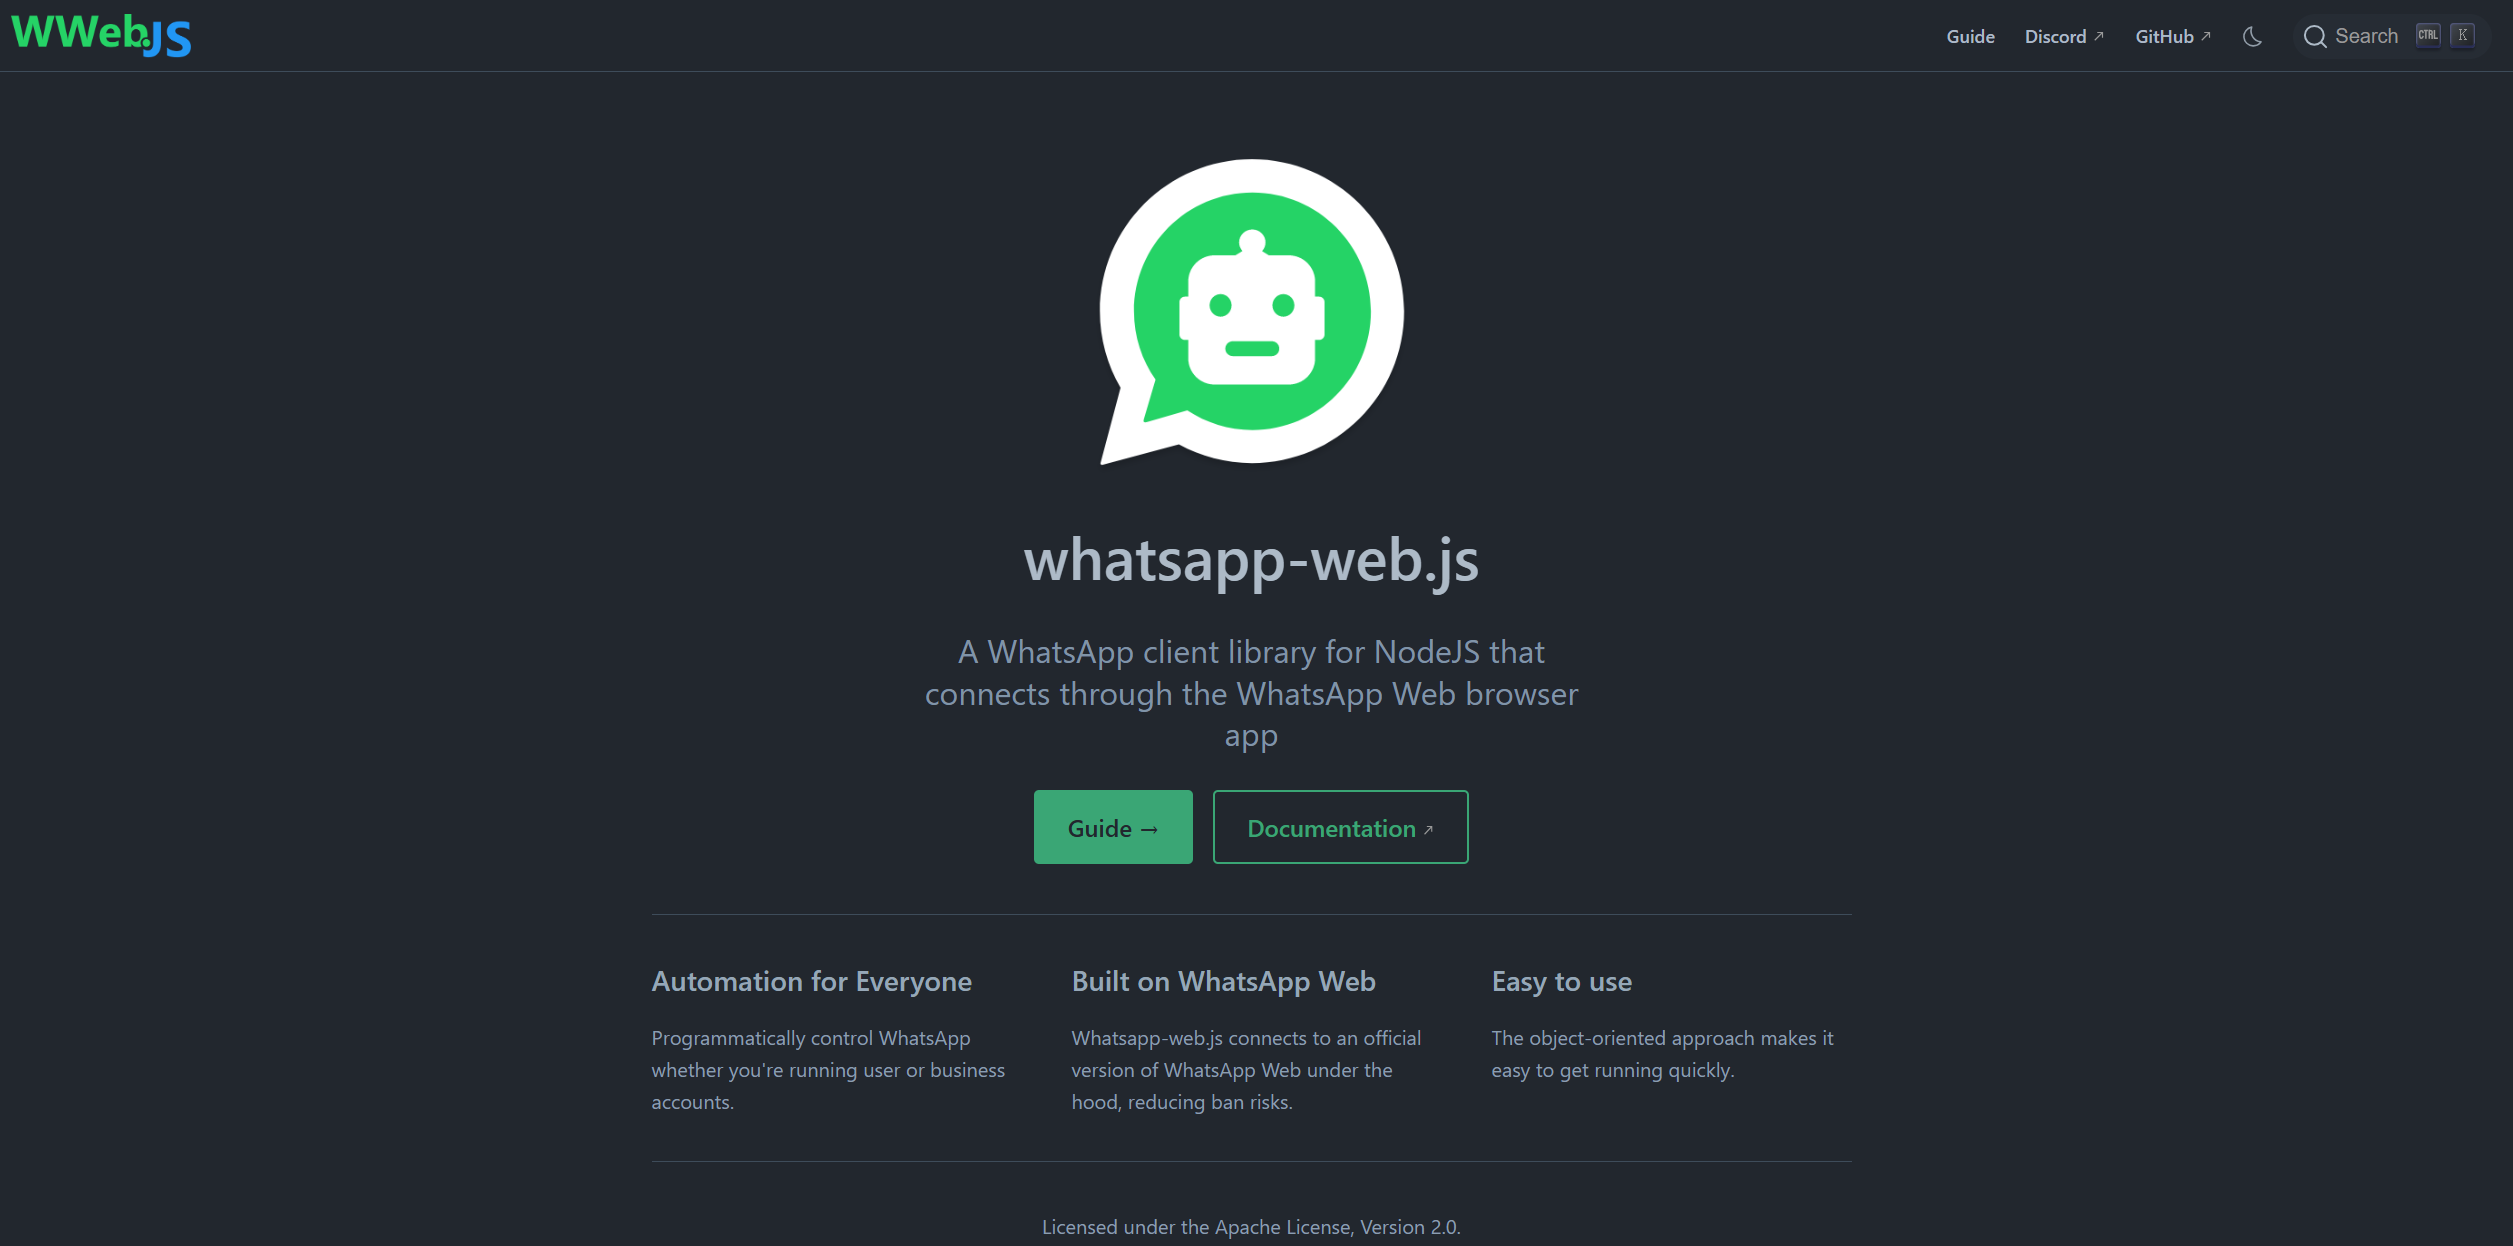 WWebJS
Guide
Discord ↗
GitHub ↗
Search
CTRL
K
whatsapp-web.js
A WhatsApp client library for NodeJS that
connects through the WhatsApp Web browser
app
Guide →
Documentation ↗
Automation for Everyone
Programmatically control WhatsApp
whether you're running user or business
accounts.
Built on WhatsApp Web
Whatsapp-web.js connects to an official
version of WhatsApp Web under the
hood, reducing ban risks.
Easy to use
The object-oriented approach makes it
easy to get running quickly.
Licensed under the Apache License, Version 2.0.